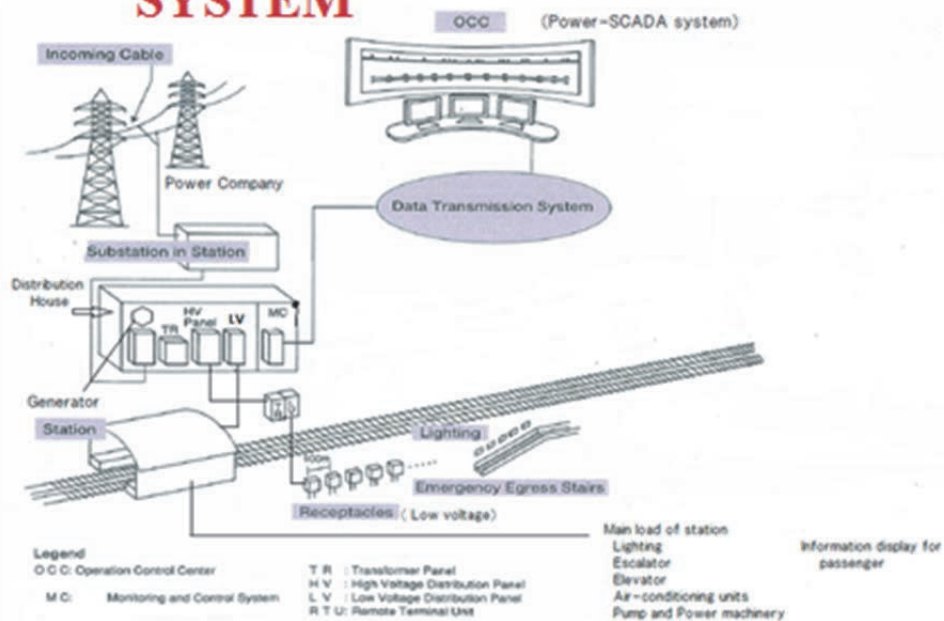 SYSTEM
OCC (Power-SCADA system)
Incoming Cable
Power Company
Data Transmission System
Substation in Station
Distribution
House
HV
Panel
TR
LV
MC
Generator
Station
Lighting
100m
Emergency Egress Stairs
Receptacles ( Low voltage)
Main load of station
Lighting
Escalator
Elevator
Air-conditioning units
Pump and Power machinery
Information display for
passenger
Legend
O C C: Operation Control Center
M C: Monitoring and Control System
T R : Transformer Panel
H V : High Voltage Distribution Panel
L V : Low Voltage Distribution Panel
R T U: Remote Terminal Unit